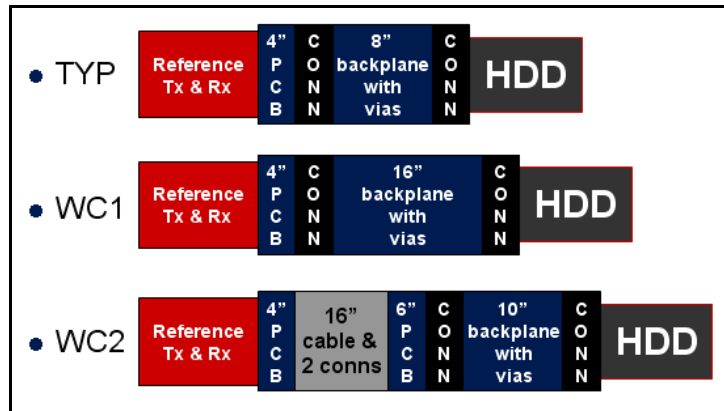 • TYP
Reference
Tx & Rx
4”
P
C
B
C
O
N
N
8”
backplane
with
vias
C
O
N
N
HDD
• WC1
Reference
Tx & Rx
4”
P
C
B
C
O
N
N
16”
backplane
with
vias
C
O
N
N
HDD
• WC2
Reference
Tx & Rx
4”
P
C
B
16”
cable &
2 conns
6”
P
C
B
C
O
N
N
10”
backplane
with
vias
C
O
N
N
HDD